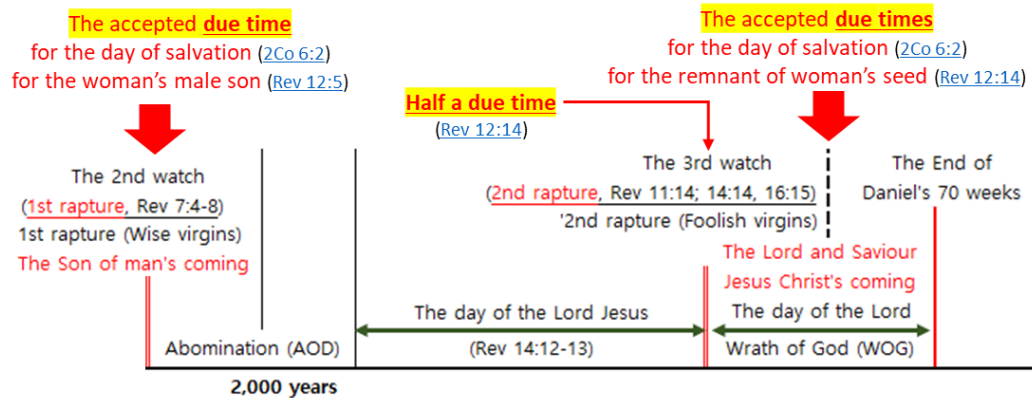 The accepted due time
for the day of salvation (2Co 6:2)
for the woman's male son (Rev 12:5)
The accepted due times
for the day of salvation (2Co 6:2)
for the remnant of woman's seed (Rev 12:14)
Half a due time
(Rev 12:14)
The 2nd watch
(1st rapture, Rev 7:4-8)
1st rapture (Wise virgins)
The Son of man's coming
The 3rd watch
(2nd rapture, Rev 11:14; 14:14, 16:15)
'2nd rapture (Foolish virgins)
The End of
Daniel's 70 weeks
The Lord and Saviour
Jesus Christ's coming
Abomination (AOD)
The day of the Lord Jesus
(Rev 14:12-13)
The day of the Lord
Wrath of God (WOG)
2,000 years